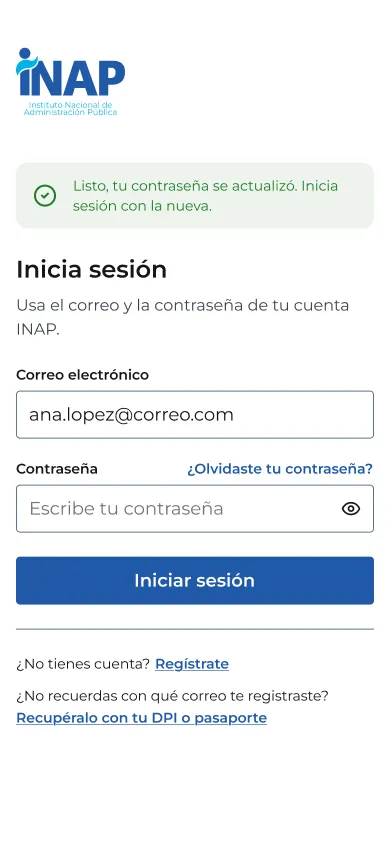 iNAP
Instituto Nacional de
Administración Pública
Listo, tu contraseña se actualizó. Inicia
sesión con la nueva.
Inicia sesión
Usa el correo y la contraseña de tu cuenta
INAP.
Correo electrónico
ana.lopez@correo.com
Contraseña ¿Olvidaste tu contraseña?
Escribe tu contraseña
Iniciar sesión
¿No tienes cuenta? Regístrate
¿No recuerdas con qué correo te registraste?
Recupéralo con tu DPI o pasaporte